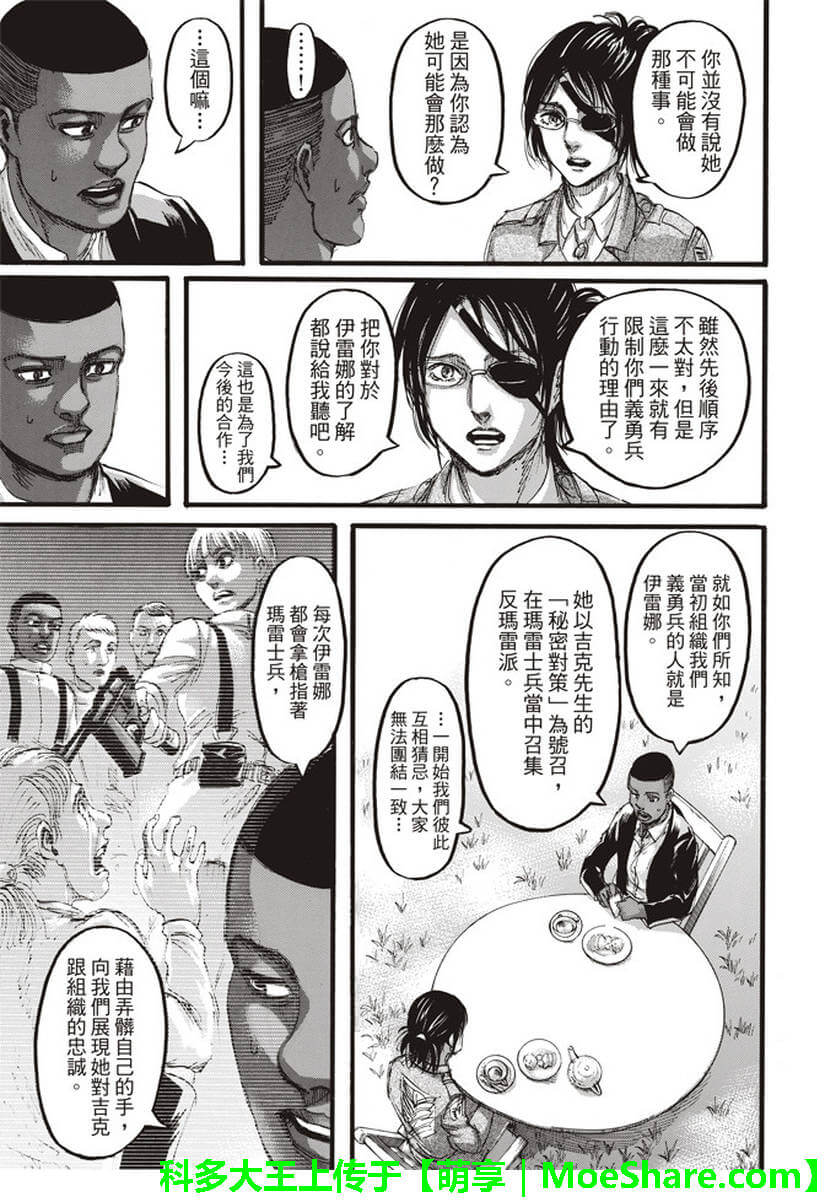 你並沒有說她
不可能會做
那種事。
是因為你認為
她可能會那麼做？
……！
…這個嘛…
雖然先後順序
不太對，但是
這麼一來就有
限制你們義勇兵
行動的理由了。
把你對於
伊雷娜的了解
都說給我聽吧。
這也是為了我們
今後的合作…
就如你們所知，
當初組織我們
義勇兵的人就是
伊雷娜。
她以吉克先生的
「秘密對策」為號召，
在瑪雷士兵當中召集
反瑪雷派。
…一開始我們彼此
互相猜忌，大家
無法團結一致…
每次伊雷娜
都會拿槍指著
瑪雷士兵，
藉由弄髒自己的手，
向我們展現她對吉克
跟組織的忠誠。
科多大王上传于【萌享|MoeShare.com】